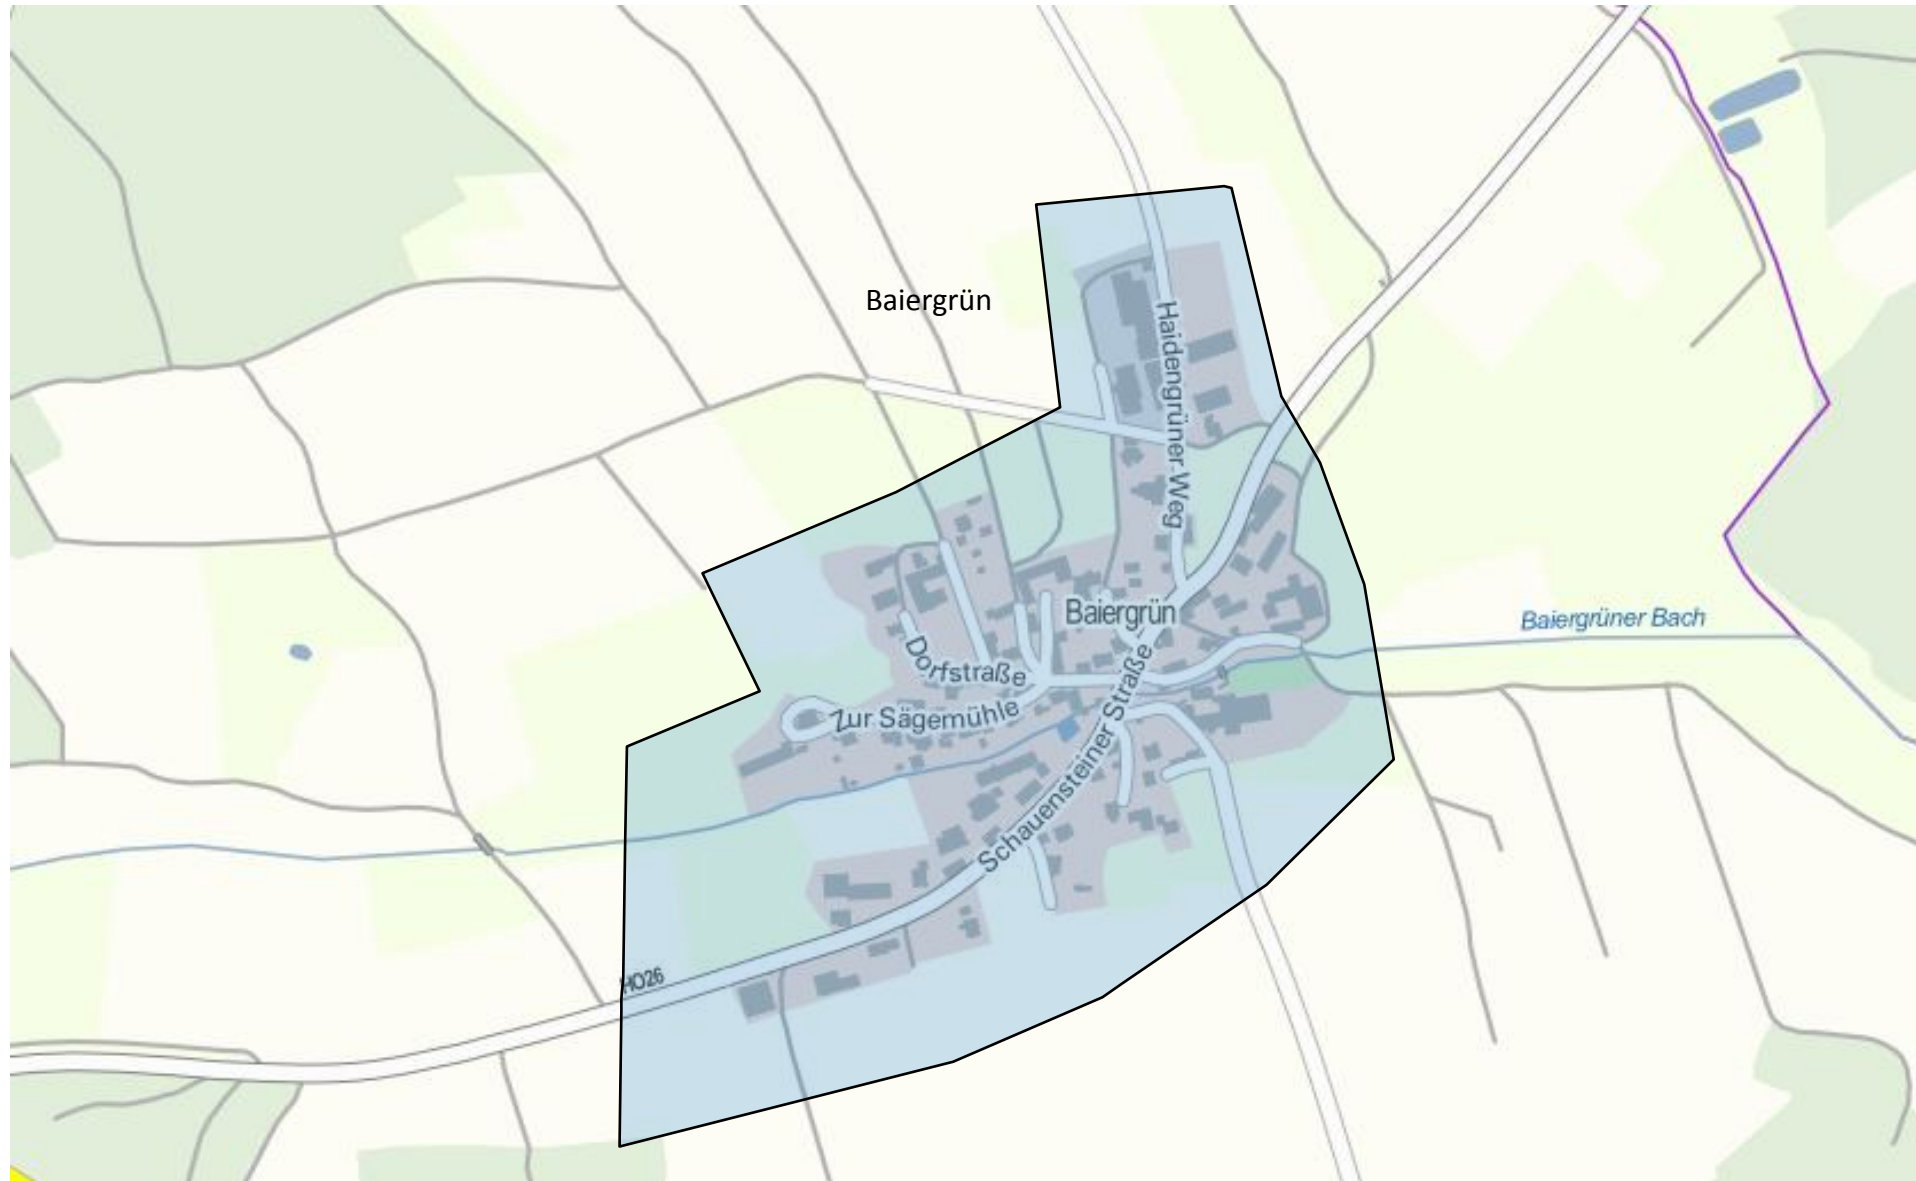 Baiergrün
Haidengrüner Weg
Baiergrün
Baiergrüner Bach
Dorfstraße
Zur Sägemühle
Schauensteiner Straße
HO26